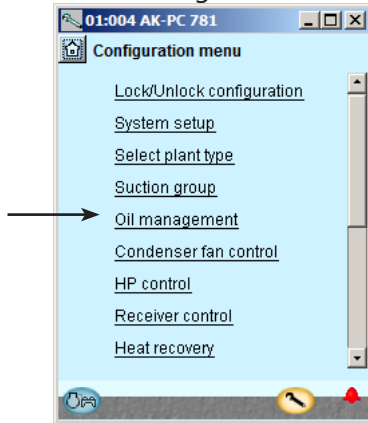 01:004 AK-PC 781
Configuration menu
Lock/Unlock configuration
System setup
Select plant type
Suction group
Oil management
Condenser fan control
HP control
Receiver control
Heat recovery